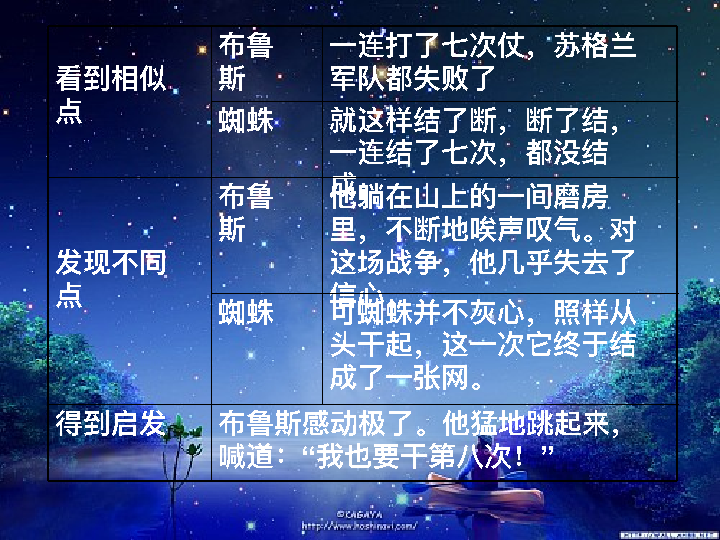 看到相似
点
布鲁
斯
一连打了七次仗，苏格兰
军队都失败了
蜘蛛
就这样结了断，断了结，
一连结了七次，都没结
成
发现不同
点
布鲁
斯
他躺在山上的一间磨房
里，不断地唉声叹气。对
这场战争，他几乎失去了
信心
蜘蛛
可蜘蛛并不灰心，照样从
头干起，这一次它终于结
成了一张网。
得到启发
布鲁斯感动极了。他猛地跳起来，
喊道：“我也要干第八次！”
©KAGAYA